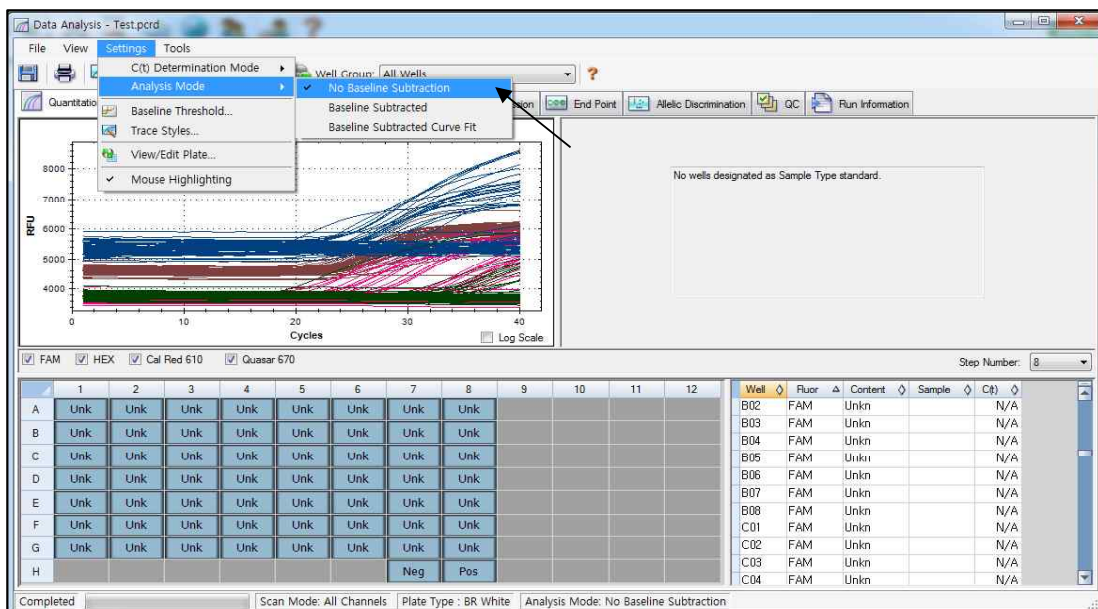 Data Analysis - Test.pcrd
File View Settings Tools
C(t) Determination Mode
Analysis Mode
Baseline Threshold...
Trace Styles...
View/Edit Plate...
Mouse Highlighting
No Baseline Subtraction
Baseline Subtracted
Baseline Subtracted Curve Fit
Well Group: All Wells ?
End Point Allelic Discrimination QC Run Information
No wells designated as Sample Type standard.
RFU
8000
7000
6000
5000
4000
0 10 20 30 40
Cycles
Log Scale
FAM HEX Cal Red 610 Quasar 670
Step Number: 8
1 2 3 4 5 6 7 8 9 10 11 12
A Unk Unk Unk Unk Unk Unk Unk Unk
B Unk Unk Unk Unk Unk Unk Unk Unk
C Unk Unk Unk Unk Unk Unk Unk Unk
D Unk Unk Unk Unk Unk Unk Unk Unk
E Unk Unk Unk Unk Unk Unk Unk Unk
F Unk Unk Unk Unk Unk Unk Unk Unk
G Unk Unk Unk Unk Unk Unk Unk Unk
H Neg Pos
Well Fluor Content Sample C(t)
B02 FAM Unkn N/A
B03 FAM Unkn N/A
B04 FAM Unkn N/A
B05 FAM Unkn N/A
B06 FAM Unkn N/A
B07 FAM Unkn N/A
B08 FAM Unkn N/A
C01 FAM Unkn N/A
C02 FAM Unkn N/A
C03 FAM Unkn N/A
C04 FAM Unkn N/A
Completed Scan Mode: All Channels Plate Type : BR White Analysis Mode: No Baseline Subtraction